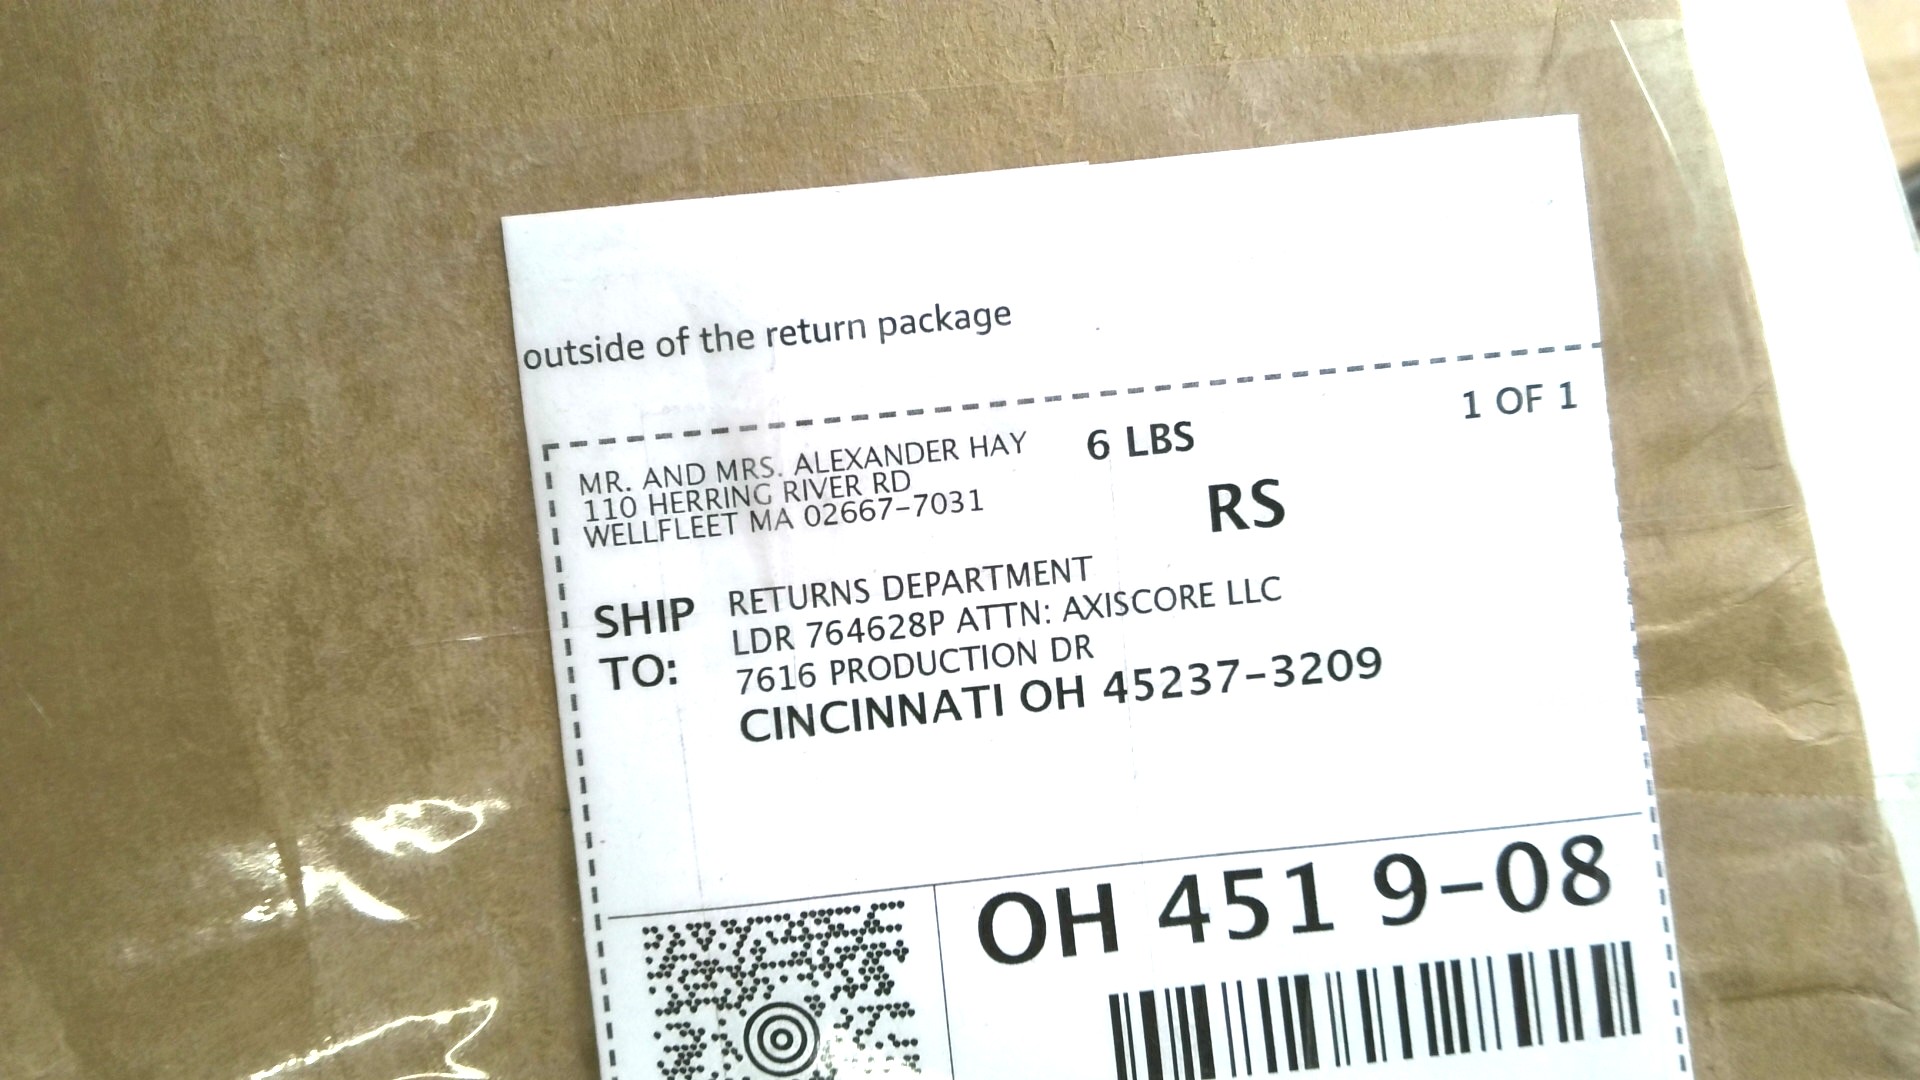 outside of the return package
1 OF 1
MR. AND MRS. ALEXANDER HAY
6 LBS
110 HERRING RIVER RD
WELLFLEET MA 02667-7031
RS
SHIP TO:
RETURNS DEPARTMENT
LDR 764628P ATTN: AXISCORE LLC
7616 PRODUCTION DR
CINCINNATI OH 45237-3209
OH 451 9-08